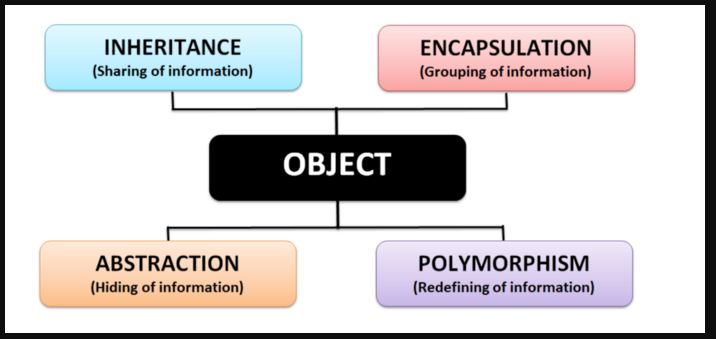 INHERITANCE
(Sharing of information)
ENCAPSULATION
(Grouping of information)
OBJECT
ABSTRACTION
(Hiding of information)
POLYMORPHISM
(Redefining of information)